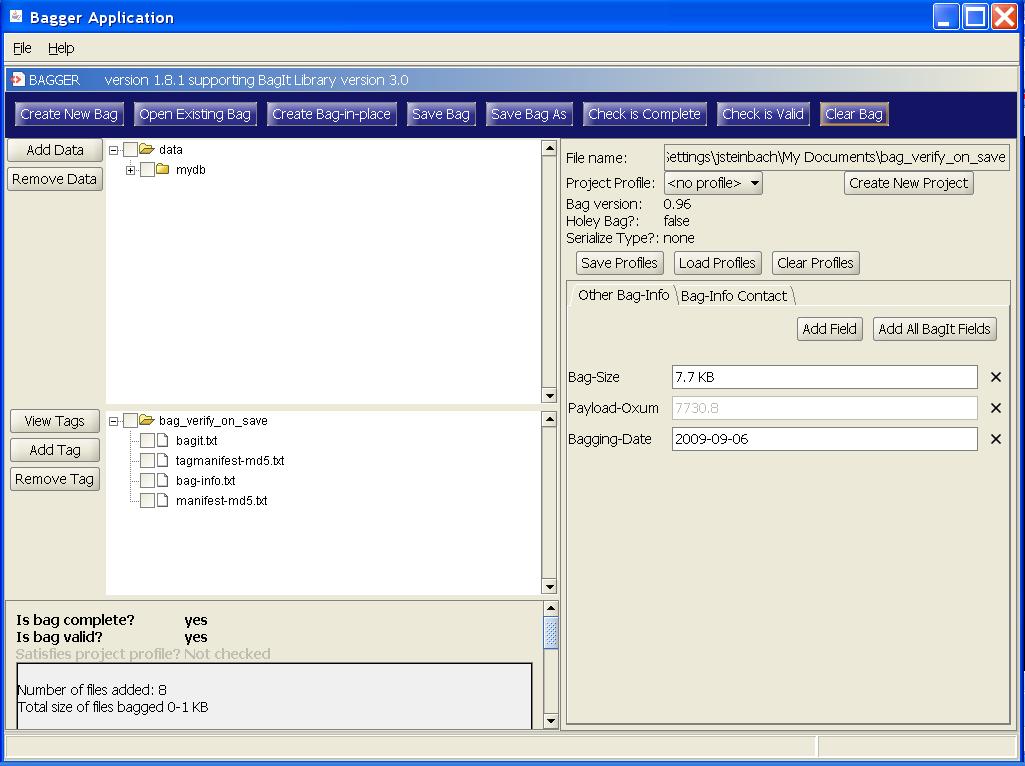 Bagger Application
File Help
BAGGER version 1.8.1 supporting BagIt Library version 3.0
Create New Bag Open Existing Bag Create Bag-in-place Save Bag Save Bag As Check is Complete Check is Valid Clear Bag
Add Data
Remove Data
data
mydb
File name: Settings\jsteinbach\My Documents\bag_verify_on_save
Project Profile: <no profile> Create New Project
Bag version: 0.96
Holey Bag?: false
Serialize Type?: none
Save Profiles Load Profiles Clear Profiles
Other Bag-Info Bag-Info Contact
Add Field Add All BagIt Fields
Bag-Size 7.7 KB
Payload-Oxum 7730.8
Bagging-Date 2009-09-06
View Tags
Add Tag
Remove Tag
bag_verify_on_save
bagit.txt
tagmanifest-md5.txt
bag-info.txt
manifest-md5.txt
Is bag complete? yes
Is bag valid? yes
Satisfies project profile? Not checked
Number of files added: 8
Total size of files bagged 0-1 KB